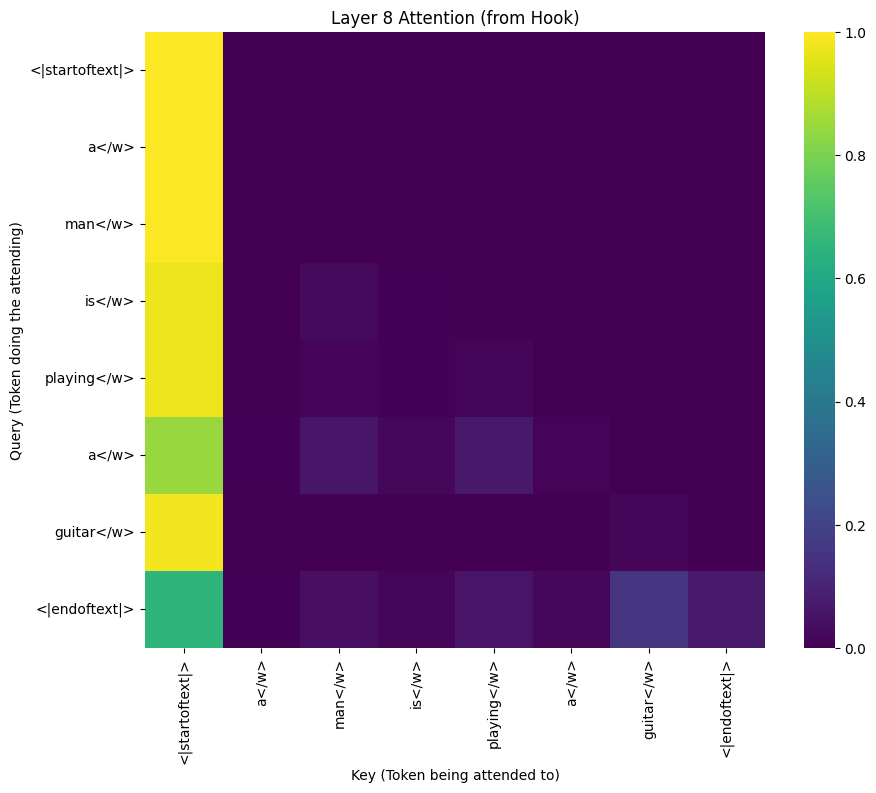 Layer 8 Attention (from Hook)
Query (Token doing the attending)
<|startoftext|>
a</w>
man</w>
is</w>
playing</w>
a</w>
guitar</w>
<|endoftext|>
<|startoftext|>
a</w>
man</w>
is</w>
playing</w>
a</w>
guitar</w>
<|endoftext|>
Key (Token being attended to)
1.0
0.8
0.6
0.4
0.2
0.0